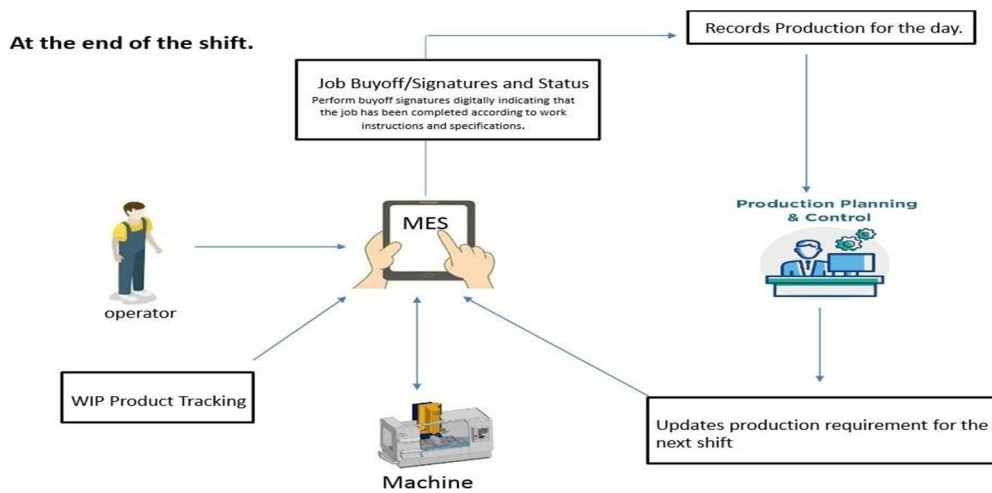 At the end of the shift.
Records Production for the day.
Job Buyoff/Signatures and Status
Perform buyoff signatures digitally indicating that
the job has been completed according to work
instructions and specifications.
MES
Production Planning
& Control
operator
WIP Product Tracking
Updates production requirement for the
next shift
Machine